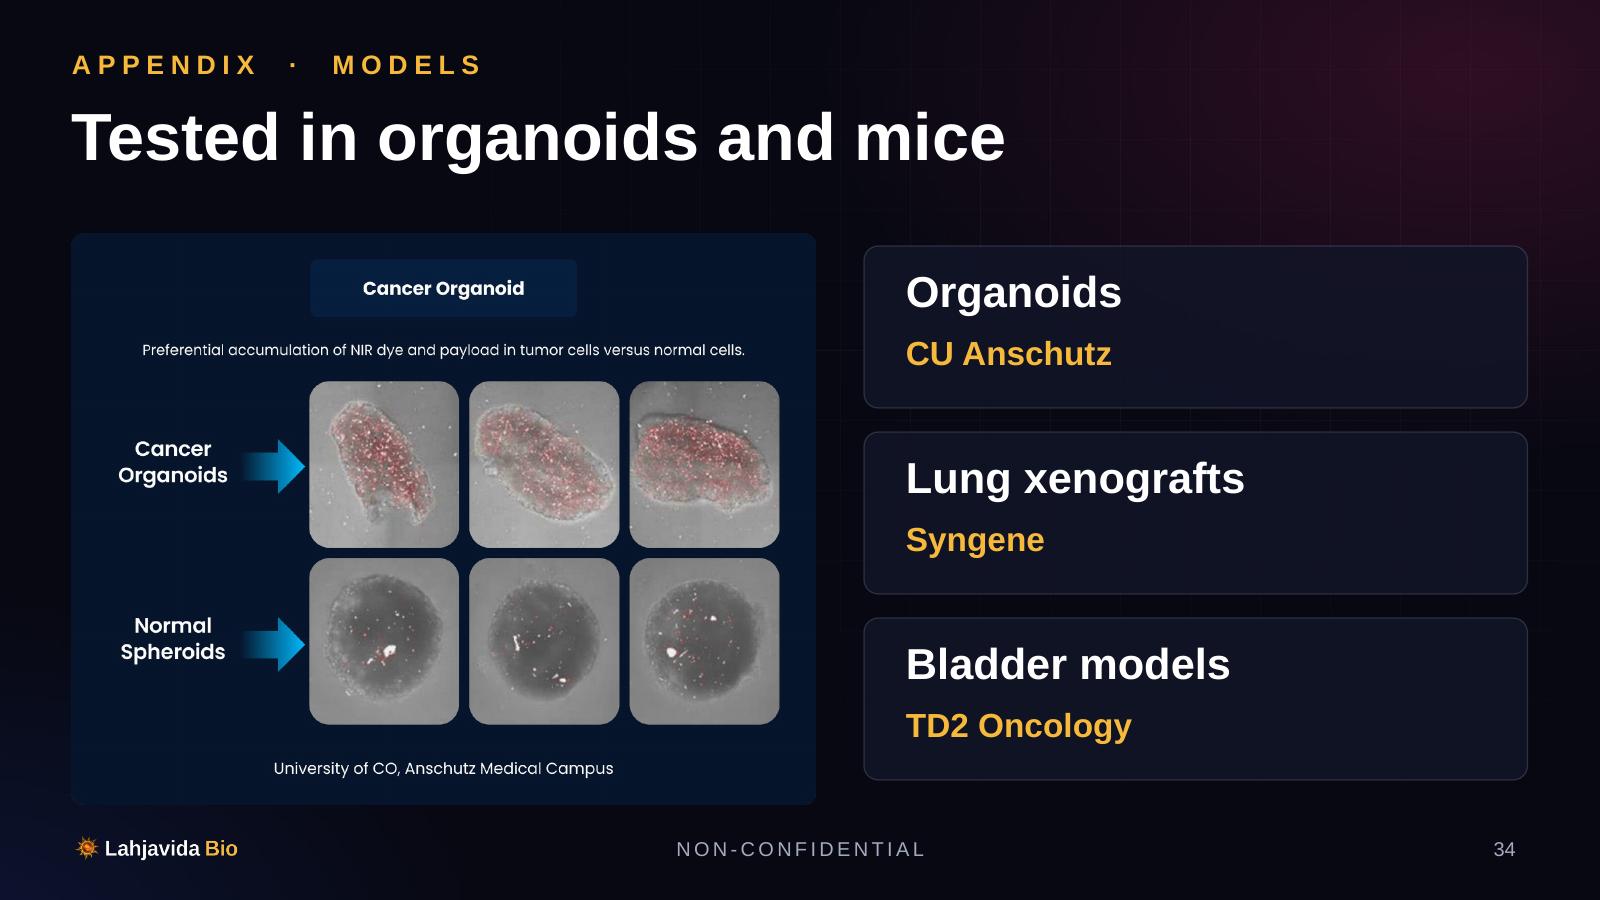 APPENDIX · MODELS
Tested in organoids and mice
Cancer Organoid
Preferential accumulation of NIR dye and payload in tumor cells versus normal cells.
Cancer
Organoids
Normal
Spheroids
University of CO, Anschutz Medical Campus
Organoids
CU Anschutz
Lung xenografts
Syngene
Bladder models
TD2 Oncology
Lahjavida Bio
NON-CONFIDENTIAL
34